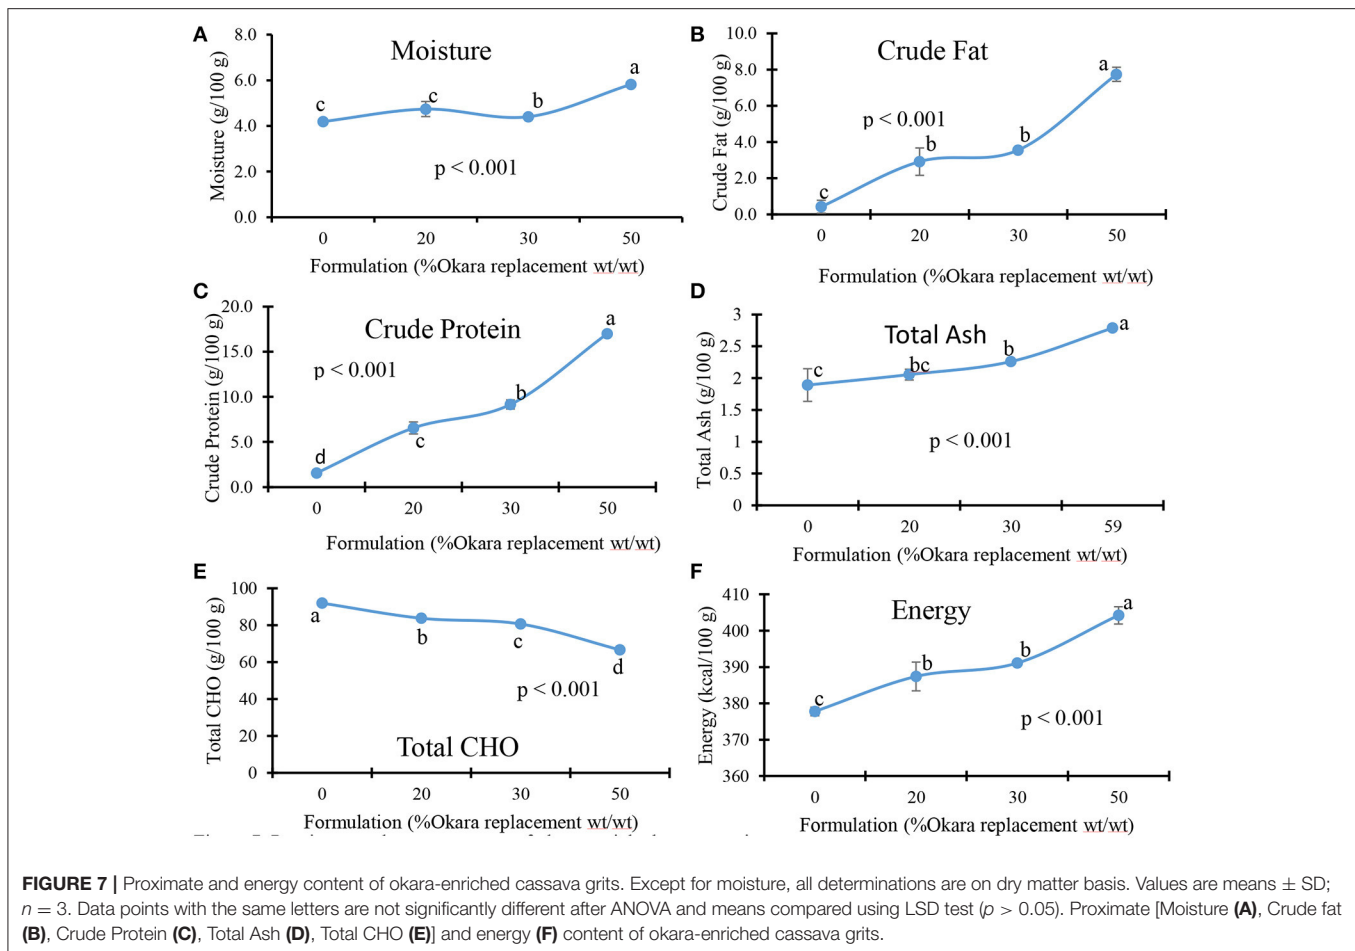 A
Moisture
Moisture (g/100 g)
8.0
6.0
4.0
2.0
0.0
c
c
b
a
p < 0.001
0 20 30 50
Formulation (%Okara replacement wt/wt)
B
Crude Fat
Crude Fat (g/100 g)
10.0
8.0
6.0
4.0
2.0
0.0
c
b
b
a
p < 0.001
0 20 30 50
Formulation (%Okara replacement wt/wt)
C
Crude Protein
Crude Protein (g/100 g)
20.0
15.0
10.0
5.0
0.0
d
c
b
a
p < 0.001
0 20 30 50
Formulation (%Okara replacement wt/wt)
D
Total Ash
Total Ash (g/100 g)
3
2.5
2
1.5
1
0.5
0
c
bc
b
a
p < 0.001
0 20 30 59
Formulation (%Okara replacement wt/wt)
E
Total CHO
Total CHO (g/100 g)
100
80
60
40
20
0
a
b
c
d
p < 0.001
0 20 30 50
Formulation (%Okara replacement wt/wt)
F
Energy
Energy (kcal/100 g)
410
400
390
380
370
360
c
b
b
a
p < 0.001
0 20 30 50
Formulation (%Okara replacement wt/wt)
FIGURE 7 | Proximate and energy content of okara-enriched cassava grits. Except for moisture, all determinations are on dry matter basis. Values are means ± SD;
n = 3. Data points with the same letters are not significantly different after ANOVA and means compared using LSD test (p > 0.05). Proximate [Moisture (A), Crude fat
(B), Crude Protein (C), Total Ash (D), Total CHO (E)] and energy (F) content of okara-enriched cassava grits.